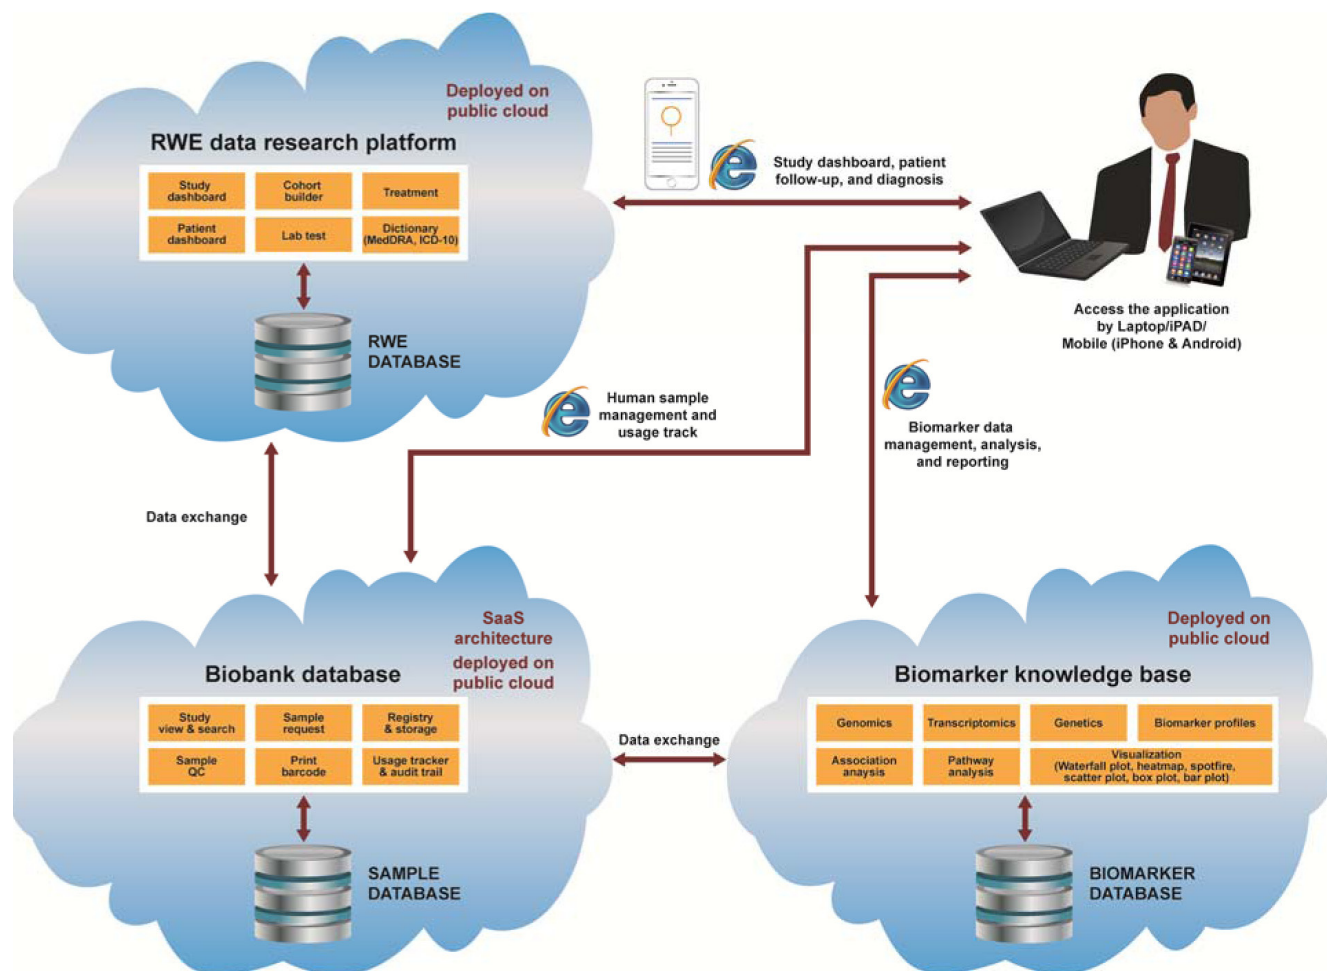 Deployed on
public cloud
RWE data research platform
Study
dashboard
Cohort
builder
Treatment
Patient
dashboard
Lab test
Dictionary
(MedDRA, ICD-10)
RWE
DATABASE
Study dashboard, patient
follow-up, and diagnosis
Access the application
by Laptop/iPAD/
Mobile (iPhone & Android)
Human sample
management and
usage track
Biomarker data
management, analysis,
and reporting
Data exchange
SaaS
architecture
deployed on
public cloud
Biobank database
Study
view & search
Sample
request
Registry
& storage
Sample
QC
Print
barcode
Usage tracker
& audit trail
SAMPLE
DATABASE
Data exchange
Deployed on
public cloud
Biomarker knowledge base
Genomics
Transcriptomics
Genetics
Biomarker profiles
Association
anaysis
Pathway
analysis
Visualization
(Waterfall plot, heatmap, spotfire,
scatter plot, box plot, bar plot)
BIOMARKER
DATABASE